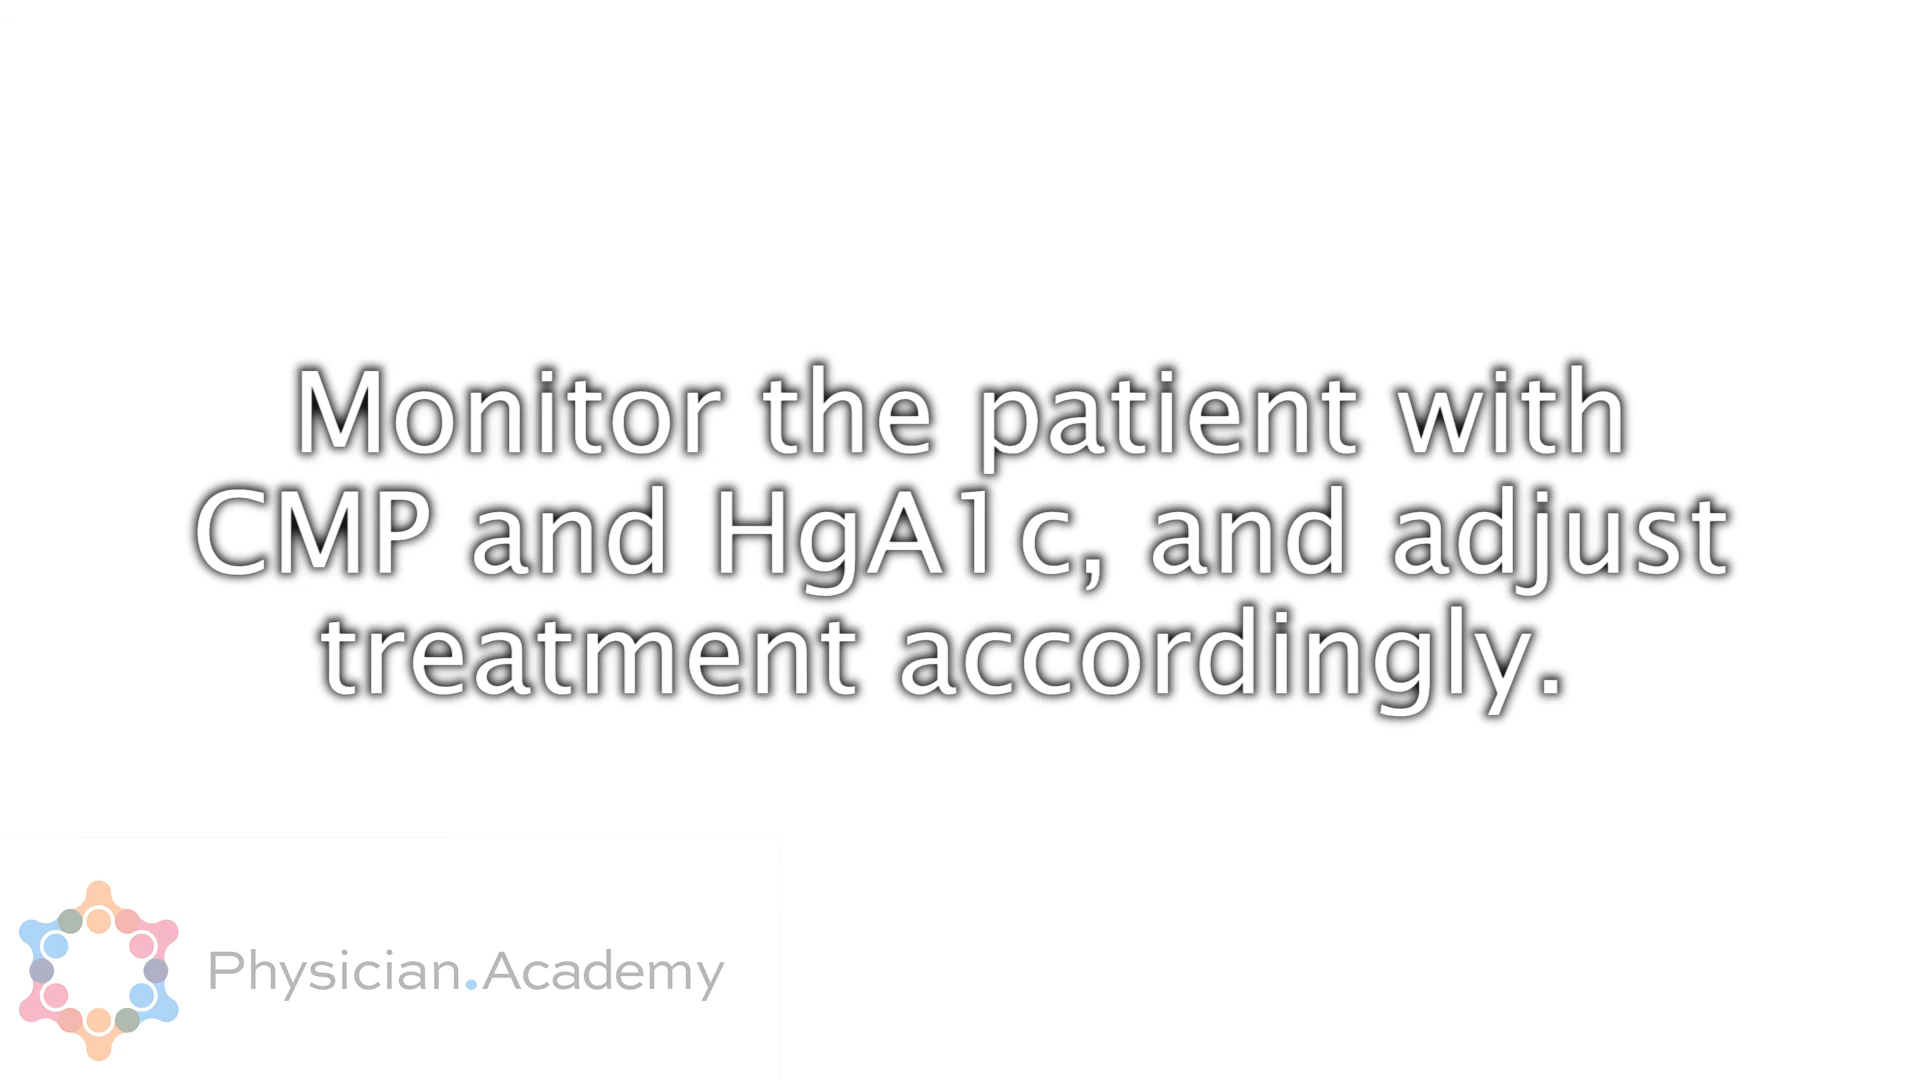 Monitor the patient with
CMP and HgA1c, and adjust
treatment accordingly.
Physician.Academy